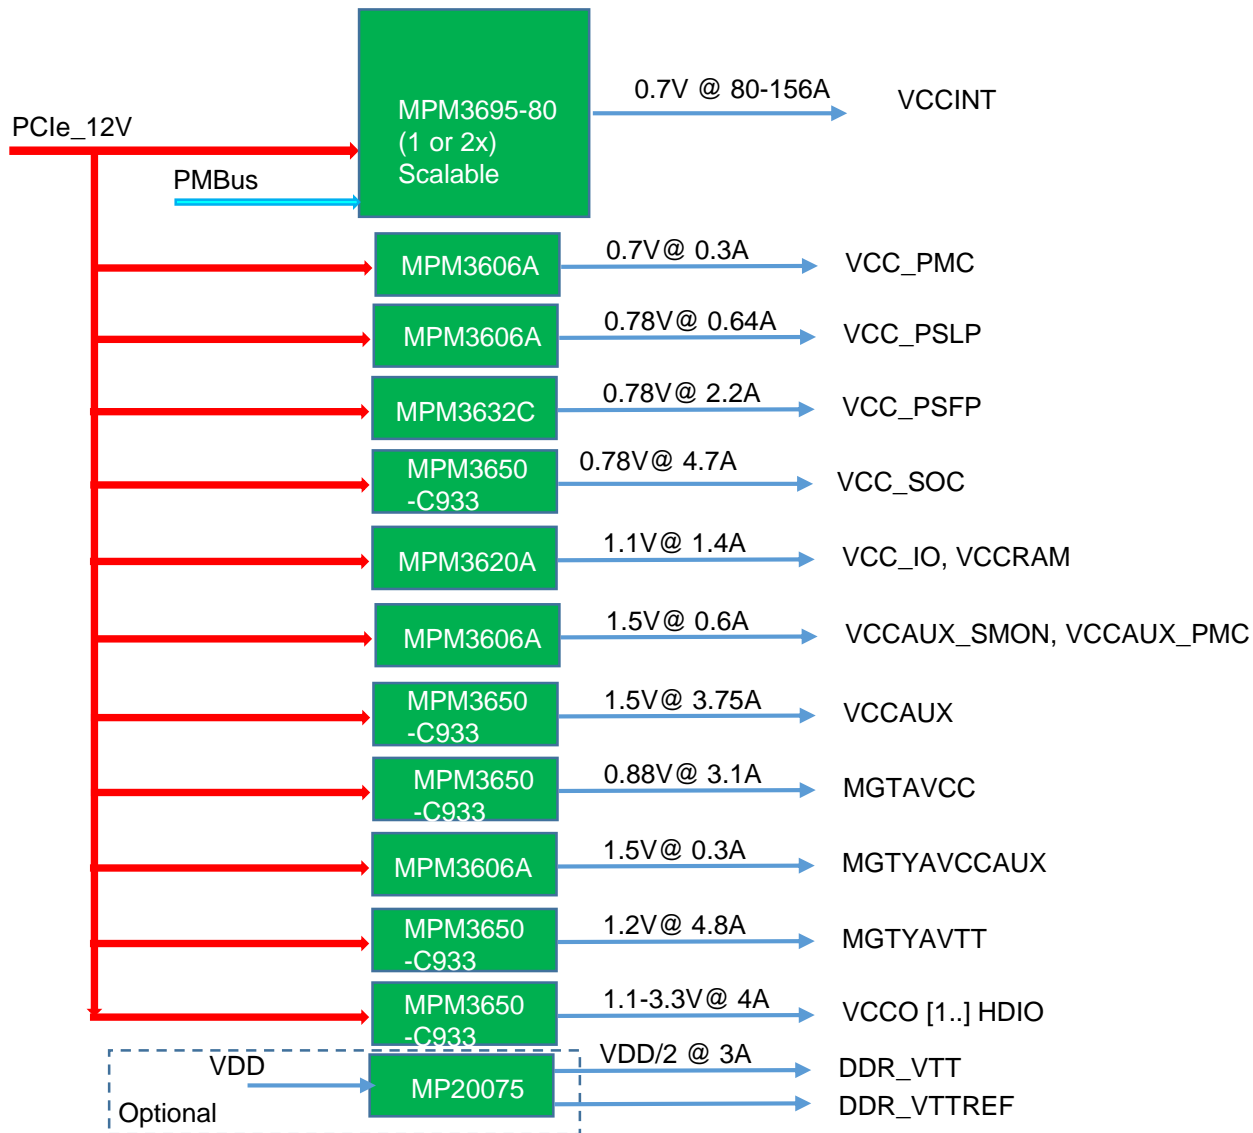 0.7V @ 80-156A
VCCINT
PCIe_12V
MPM3695-80
(1 or 2x)
Scalable
PMBus
MPM3606A
0.7V@ 0.3A
VCC_PMC
MPM3606A
0.78V@ 0.64A
VCC_PSLP
MPM3632C
0.78V@ 2.2A
VCC_PSFP
MPM3650
-C933
0.78V@ 4.7A
VCC_SOC
MPM3620A
1.1V@ 1.4A
VCC_IO, VCCRAM
MPM3606A
1.5V@ 0.6A
VCCAUX_SMON, VCCAUX_PMC
MPM3650
-C933
1.5V@ 3.75A
VCCAUX
MPM3650
-C933
0.88V@ 3.1A
MGTAVCC
MPM3606A
1.5V@ 0.3A
MGTYAVCCAUX
MPM3650
-C933
1.2V@ 4.8A
MGTYAVTT
MPM3650
-C933
1.1-3.3V@ 4A
VCCO [1..] HDIO
VDD
Optional
MP20075
VDD/2 @ 3A
DDR_VTT
DDR_VTTREF